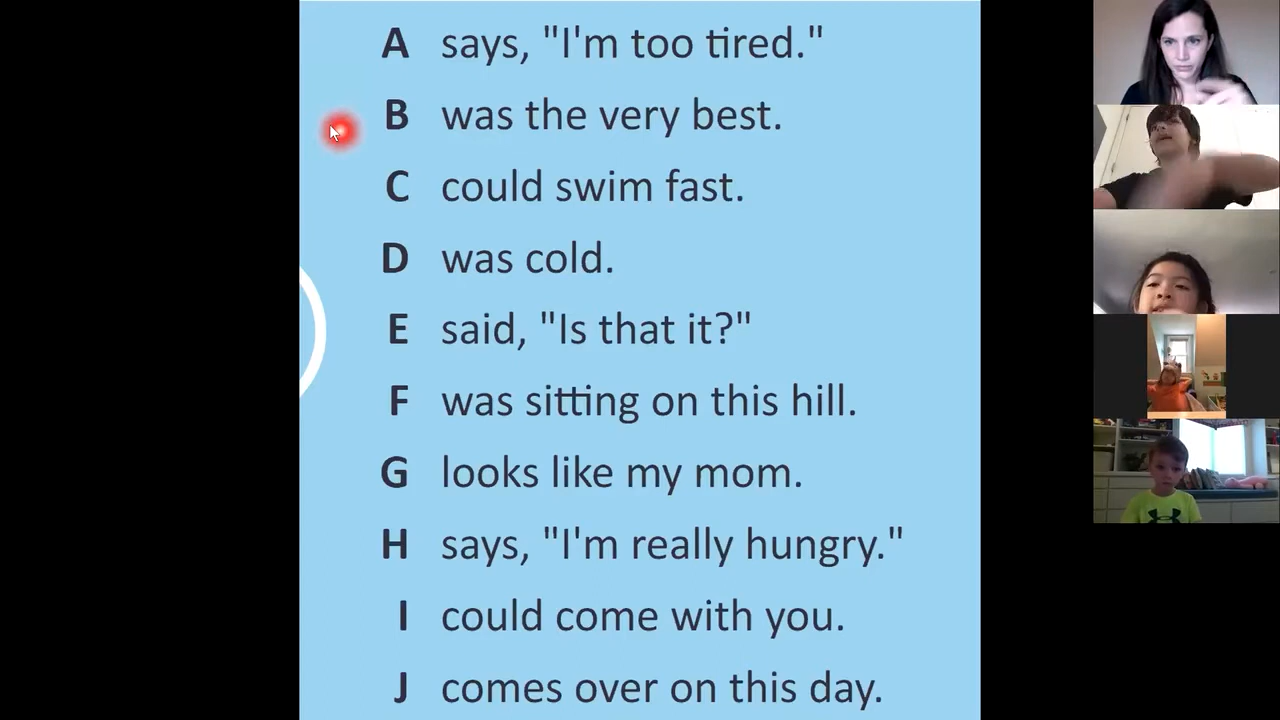 A says, "I'm too tired."
B was the very best.
C could swim fast.
D was cold.
E said, "Is that it?"
F was sitting on this hill.
G looks like my mom.
H says, "I'm really hungry."
I could come with you.
J comes over on this day.